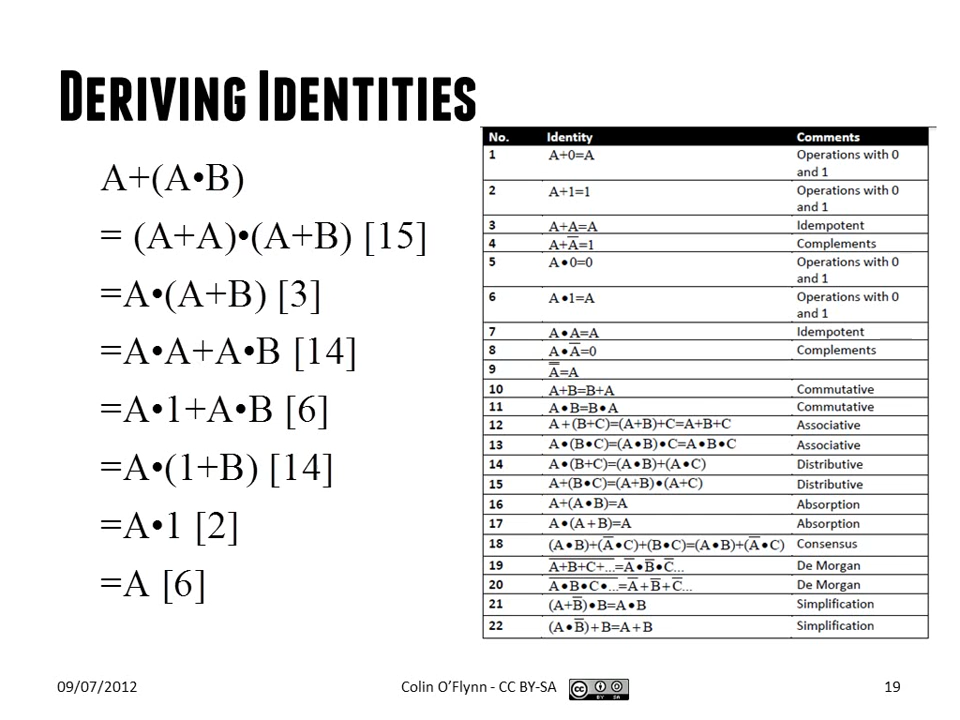 DERIVING IDENTITIES
A+(A•B)
= (A+A)•(A+B) [15]
=A•(A+B) [3]
=A•A+A•B [14]
=A•1+A•B [6]
=A•(1+B) [14]
=A•1 [2]
=A [6]
No. Identity Comments
1 A+0=A Operations with 0
and 1
2 A+1=1 Operations with 0
and 1
3 A+A=A Idempotent
4 A+A̅=1 Complements
5 A•0=0 Operations with 0
and 1
6 A•1=A Operations with 0
and 1
7 A•A=A Idempotent
8 A•A̅=0 Complements
9 A̿=A
10 A+B=B+A Commutative
11 A•B=B•A Commutative
12 A+(B+C)=(A+B)+C=A+B+C Associative
13 A•(B•C)=(A•B)•C=A•B•C Associative
14 A•(B+C)=(A•B)+(A•C) Distributive
15 A+(B•C)=(A+B)•(A+C) Distributive
16 A+(A•B)=A Absorption
17 A•(A+B)=A Absorption
18 (A•B)+(A̅•C)+(B•C)=(A•B)+(A̅•C) Consensus
19 A̅+̅B̅+̅C̅+̅.̅.̅.̅=A̅•B̅•C̅... De Morgan
20 A̅•̅B̅•̅C̅•̅.̅.̅.̅=A̅+B̅+C̅... De Morgan
21 (A+B̅)•B=A•B Simplification
22 (A•B̅)+B=A+B Simplification
09/07/2012 Colin O’Flynn - CC BY-SA cc BY SA 19